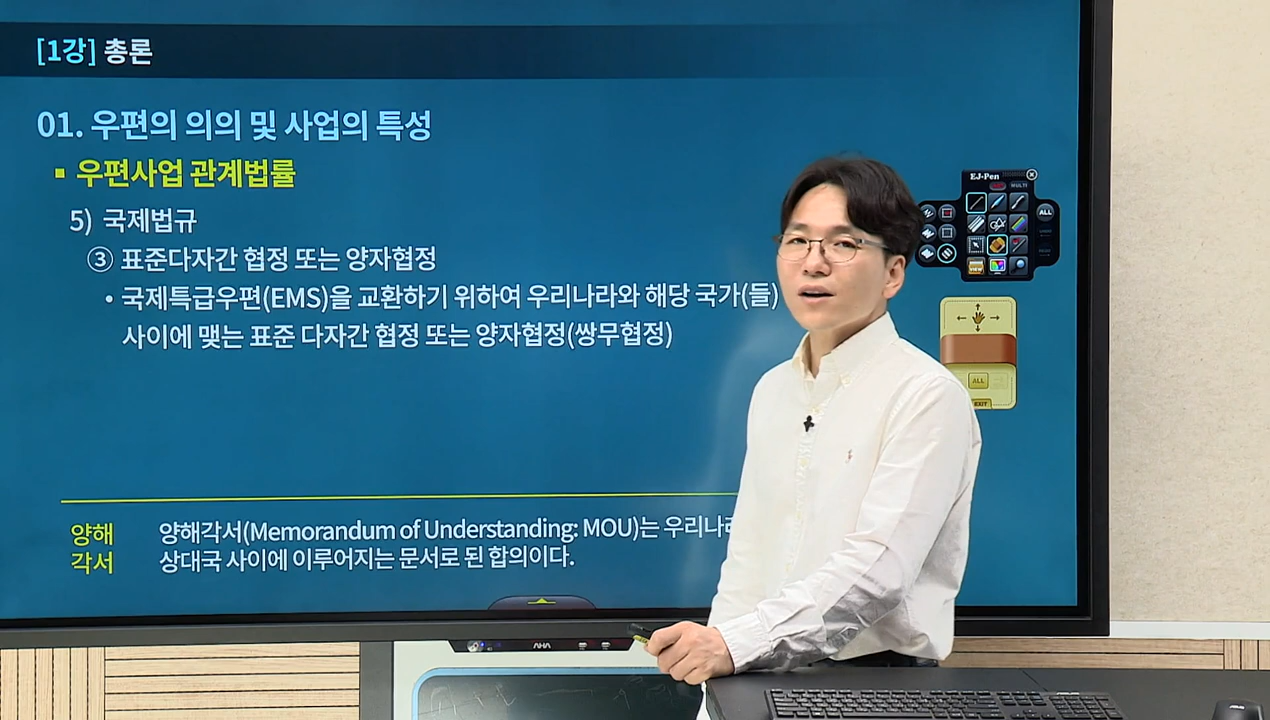 [1강] 총론
01. 우편의 의의 및 사업의 특성
▪ 우편사업 관계법률
5) 국제법규
③ 표준다자간 협정 또는 양자협정
• 국제특급우편(EMS)을 교환하기 위하여 우리나라와 해당 국가(들)
사이에 맺는 표준 다자간 협정 또는 양자협정(쌍무협정)
양해
각서
양해각서(Memorandum of Understanding: MOU)는 우리나라
상대국 사이에 이루어지는 문서로 된 합의이다.
EJ-Pen
MULTI
ALL
VIEW
ALL
EXIT
AHA